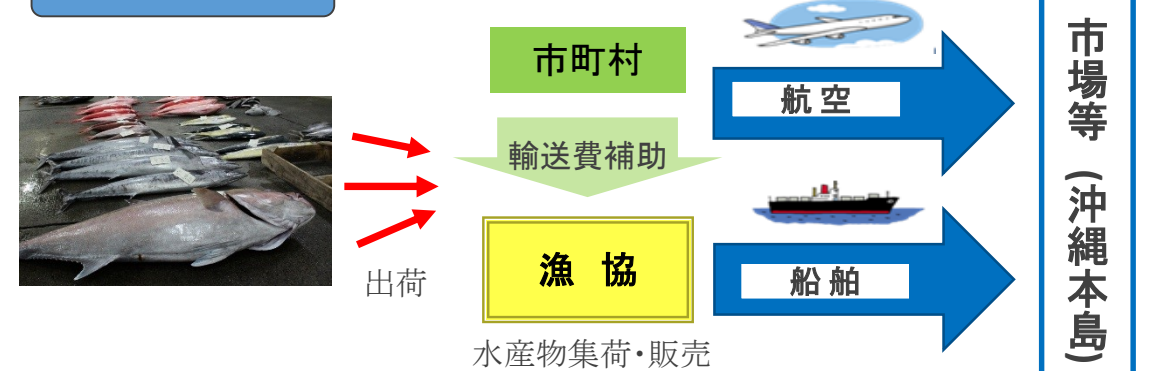 市町村
輸送費補助
漁 協
水産物集荷・販売
出荷
航 空
船 舶
市場等（沖縄本島）